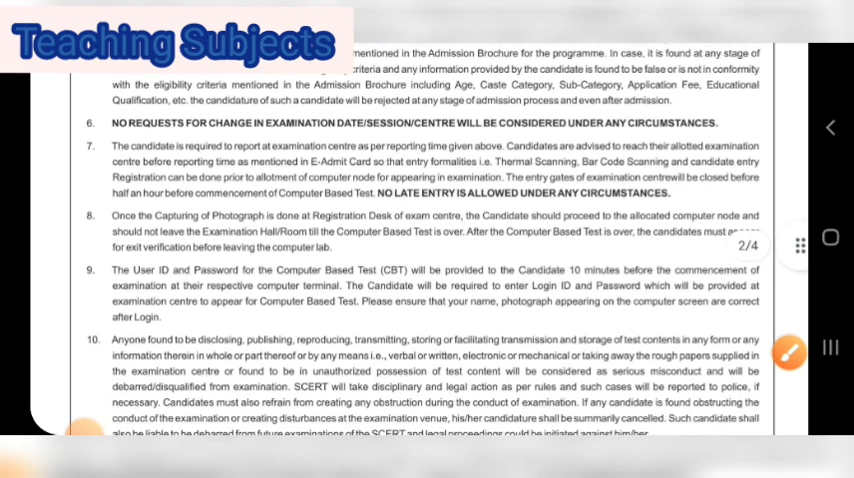 Teaching Subjects
mentioned in the Admission Brochure for the programme. In case, it is found at any stage of
criteria and any information provided by the candidate is found to be false or is not in conformity
with the eligibility criteria mentioned in the Admission Brochure including Age, Caste Category, Sub-Category, Application Fee, Educational
Qualification, etc. the candidature of such a candidate will be rejected at any stage of admission process and even after admission.
6. NO REQUESTS FOR CHANGE IN EXAMINATION DATE/SESSION/CENTRE WILL BE CONSIDERED UNDER ANY CIRCUMSTANCES.
7. The candidate is required to report at examination centre as per reporting time given above. Candidates are advised to reach their allotted examination
centre before reporting time as mentioned in E-Admit Card so that entry formalities i.e. Thermal Scanning, Bar Code Scanning and candidate entry
Registration can be done prior to allotment of computer node for appearing in examination. The entry gates of examination centrewill be closed before
half an hour before commencement of Computer Based Test. NO LATE ENTRY IS ALLOWED UNDER ANY CIRCUMSTANCES.
8. Once the Capturing of Photograph is done at Registration Desk of exam centre, the Candidate should proceed to the allocated computer node and
should not leave the Examination Hall/Room till the Computer Based Test is over. After the Computer Based Test is over, the candidates must
for exit verification before leaving the computer lab.
2/4
9. The User ID and Password for the Computer Based Test (CBT) will be provided to the Candidate 10 minutes before the commencement of
examination at their respective computer terminal. The Candidate will be required to enter Login ID and Password which will be provided at
examination centre to appear for Computer Based Test. Please ensure that your name, photograph appearing on the computer screen are correct
after Login.
10. Anyone found to be disclosing, publishing, reproducing, transmitting, storing or facilitating transmission and storage of test contents in any form or any
information therein in whole or part thereof or by any means i.e., verbal or written, electronic or mechanical or taking away the rough papers supplied in
the examination centre or found to be in unauthorized possession of test content will be considered as serious misconduct and will be
debarred/disqualified from examination. SCERT will take disciplinary and legal action as per rules and such cases will be reported to police, if
necessary. Candidates must also refrain from creating any obstruction during the conduct of examination. If any candidate is found obstructing the
conduct of the examination or creating disturbances at the examination venue, his/her candidature shall be summarily cancelled. Such candidate shall
also be liable to be debarred from future examinations of the SCERT and legal proceedings could be initiated against him/her.